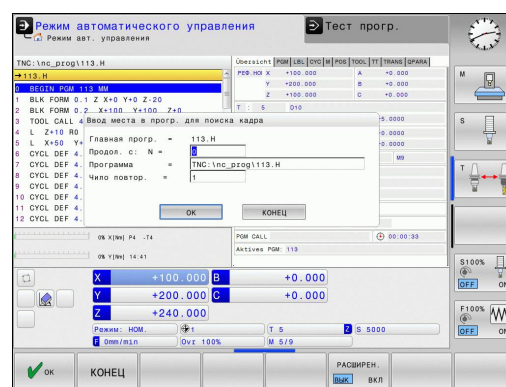 Режим автоматического управления
Режим авт. управления
Тест прогр.
TNC:\nc_prog\113.H
→113.H
0 BEGIN PGM 113 MM
1 BLK FORM 0.1 Z X+0 Y+0 Z-20
2 BLK FORM 0.2 X+100 Y+100 Z+0
3 TOOL CALL 4
4 L Z+10 R0
5 L X+50 Y+
6 CYCL DEF 4.
7 CYCL DEF 4.
8 CYCL DEF 4.
9 CYCL DEF 4.
10 CYCL DEF 4.
11 CYCL DEF 4.
12 CYCL DEF 4.
Übersicht PGM LBL CYC M POS TOOL TT TRANS QPARA
РЕФ.НОМ X +100.000 A +0.000
Y +200.000 B +0.000
Z +100.000 C +0.000
T : 5 D10
Ввод места в прогр. для поиска кадра
Главная прогр. = 113.H
Продол. с: N = 0
Программа = TNC:\nc_prog\113.H
Чило повтор. = 1
ОК
КОНЕЦ
M9
0% X[Nm] P4 -T4
0% Y[Nm] 14:41
PGM CALL 00:00:33
Aktives PGM: 113
X +100.000 B +0.000
Y +200.000 C +0.000
Z +240.000
Режим: НОМ. 1 T 5 Z S 5000
F 0mm/min Ovr 100% M 5/9
M
S
T
S100%
OFF ON
F100%
OFF ON
ОК
КОНЕЦ
РАСШИРЕН.
ВЫК ВКЛ